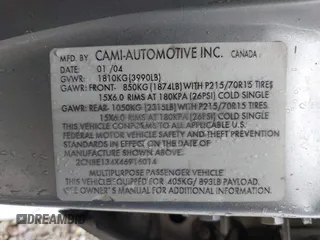 MFD. BY CAMI-AUTOMOTIVE INC. CANADA
DATE 01/04
GVWR: 1810KG(3990LB)
GAWR: FRONT- 850KG (1874LB)WITH P215/70R15 TIRES
15X6.0 RIMS AT 180KPA (26PSI) COLD SINGLE
GAWR: REAR- 1050KG (2315LB)WITH P215/70R15 TIRES
15X6.0 RIMS AT 180KPA (26PSI) COLD SINGLE
THIS VEHICLE CONFORMS TO ALL APPLICABLE
U.S. FEDERAL MOTOR VEHICLE SAFETY
STANDARDS IN EFFECT ON THE DATE OF
MANUFACTURE SHOWN ABOVE.
MULTIPURPOSE PASSENGER VEHICLE
THIS VEHICLE EQUIPPED FOR 405KG/ 893LB PAYLOAD.
SEE OWNER'S MANUAL FOR ADDITIONAL INFORMATION
DREAMBID